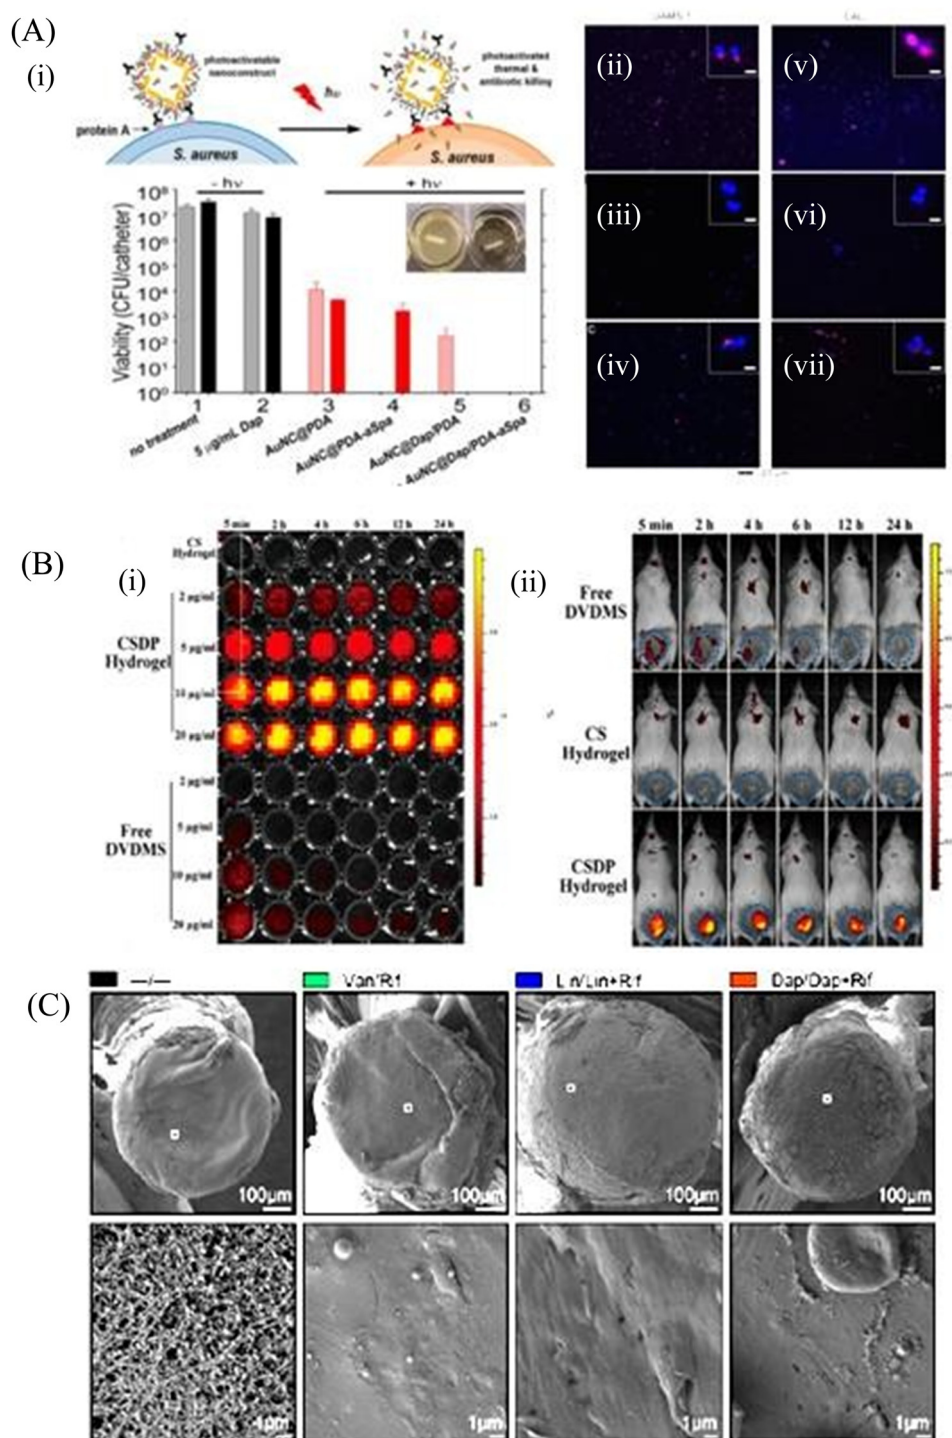 (A)
(i)
photoactivatable
nanoconstruct
hν
photoactivated
thermal &
antibiotic killing
protein A
S. aureus
S. aureus
Viability (CFU/catheter)
- hν
+ hν
10⁸
10⁷
10⁶
10⁵
10⁴
10³
10²
10¹
10⁰
1
2
3
4
5
6
no treatment
5 μg/mL Dap
AuNC@PDA
AuNC@PDA-aSpa
AuNC@Dap/PDA
AuNC@Dap/PDA-aSpa
(ii)
(v)
(iii)
(vi)
C
(iv)
(vii)
(B)
(i)
5 min 2 h 4 h 6 h 12 h 24 h
CS
Hydrogel
2 μg/ml
5 μg/ml
CSDP
Hydrogel
10 μg/ml
20 μg/ml
2 μg/ml
5 μg/ml
Free
DVDMS
10 μg/ml
20 μg/ml
(ii)
5 min 2 h 4 h 6 h 12 h 24 h
Free
DVDMS
CS
Hydrogel
CSDP
Hydrogel
(C)
—/—
Van/Rif
Lin/Lin+Rif
Dap/Dap+Rif
100μm
100μm
100μm
100μm
1μm
1μm
1μm
1μm